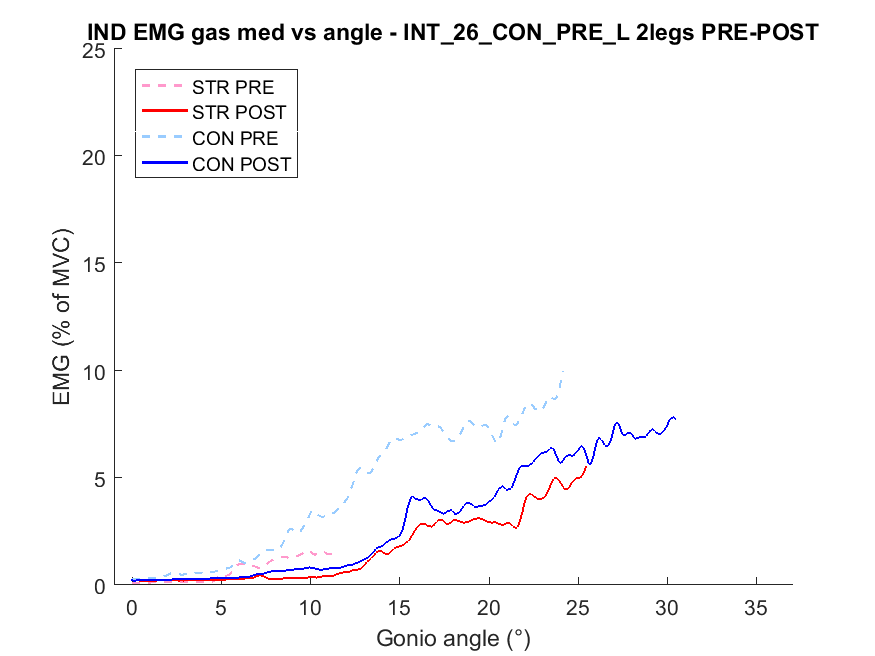 IND EMG gas med vs angle - INT_26_CON_PRE_L 2legs PRE-POST
25
20
15
10
5
0
EMG (% of MVC)
STR PRE
STR POST
CON PRE
CON POST
0 5 10 15 20 25 30 35
Gonio angle (°)